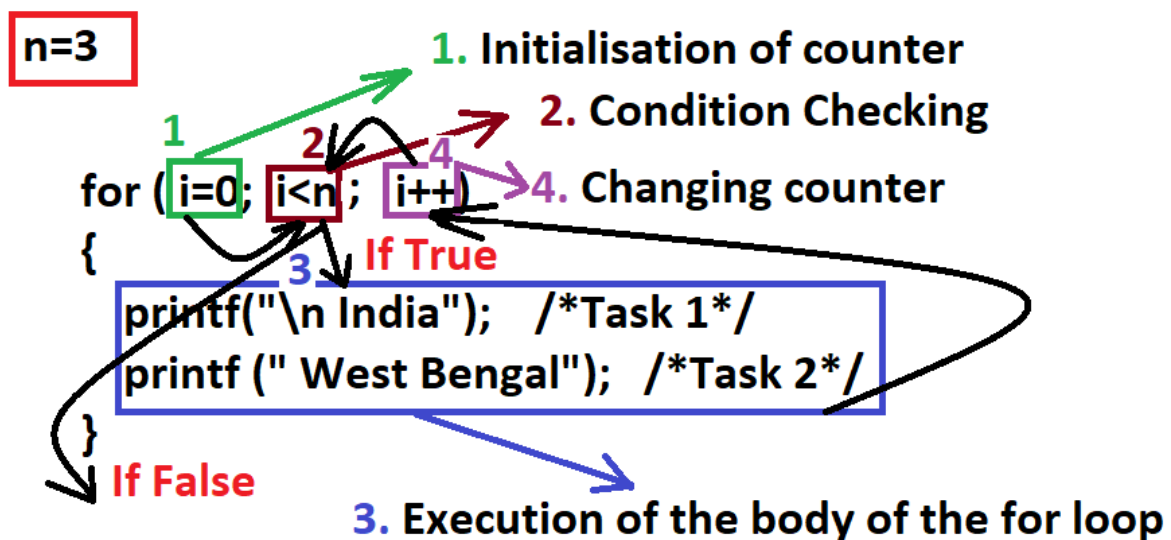 n=3
1. Initialisation of counter
2. Condition Checking
1 2 4
for ( i=0; i<n ; i++)
4. Changing counter
{
If True
3
printf("\n India"); /*Task 1*/
printf (" West Bengal"); /*Task 2*/
}
If False
3. Execution of the body of the for loop